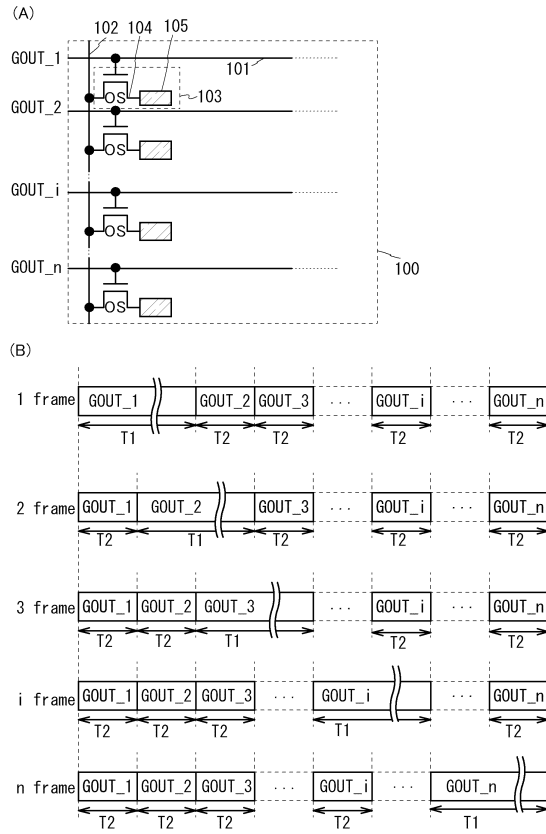 (A)
102 104 105
GOUT_1
101
OS
103
GOUT_2
OS
GOUT_i
OS
100
GOUT_n
OS
(B)
1 frame GOUT_1 GOUT_2 GOUT_3 ··· GOUT_i ··· GOUT_n
T1 T2 T2 T2 T2
2 frame GOUT_1 GOUT_2 GOUT_3 ··· GOUT_i ··· GOUT_n
T2 T1 T2 T2 T2
3 frame GOUT_1 GOUT_2 GOUT_3 ··· GOUT_i ··· GOUT_n
T2 T2 T1 T2 T2
i frame GOUT_1 GOUT_2 GOUT_3 ··· GOUT_i ··· GOUT_n
T2 T2 T2 T1 T2
n frame GOUT_1 GOUT_2 GOUT_3 ··· GOUT_i ··· GOUT_n
T2 T2 T2 T2 T1